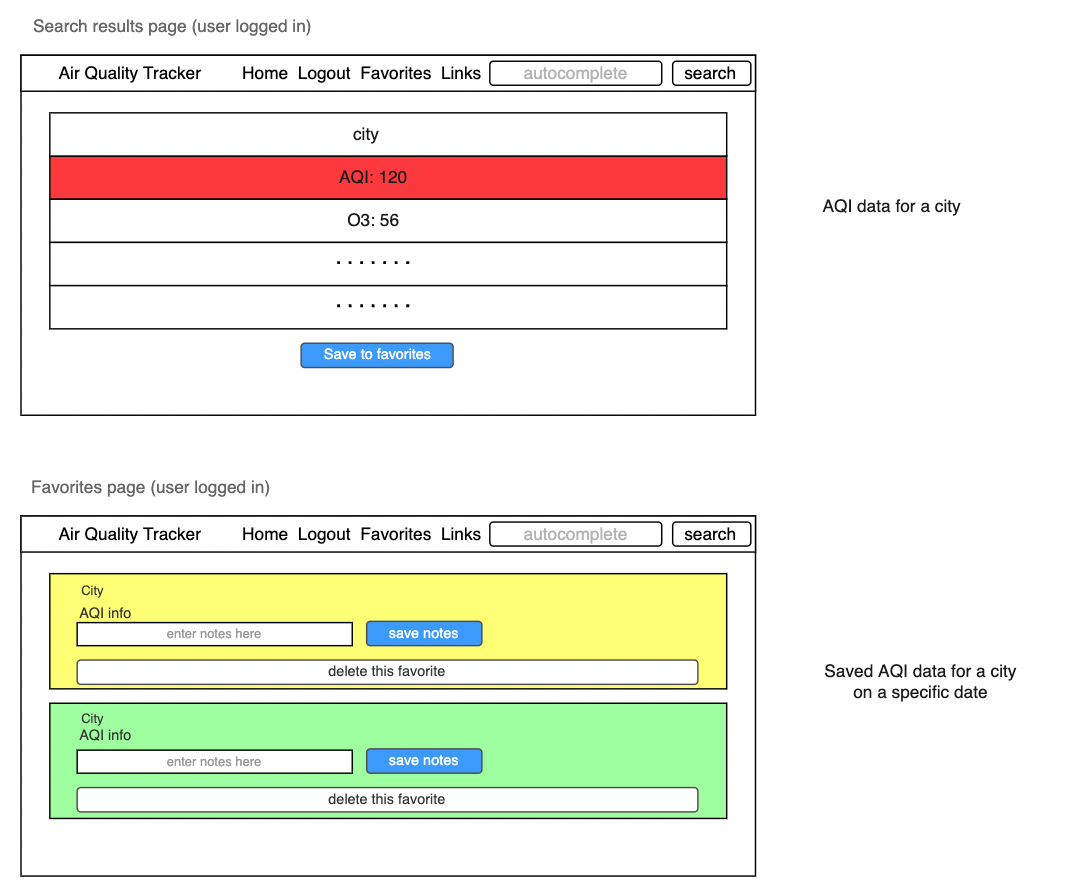 Search results page (user logged in)
Air Quality Tracker Home Logout Favorites Links autocomplete search
city
AQI: 120
AQI data for a city
O3: 56
.......
.......
Save to favorites
Favorites page (user logged in)
Air Quality Tracker Home Logout Favorites Links autocomplete search
City
AQI info
enter notes here save notes
delete this favorite
Saved AQI data for a city
on a specific date
City
AQI info
enter notes here save notes
delete this favorite